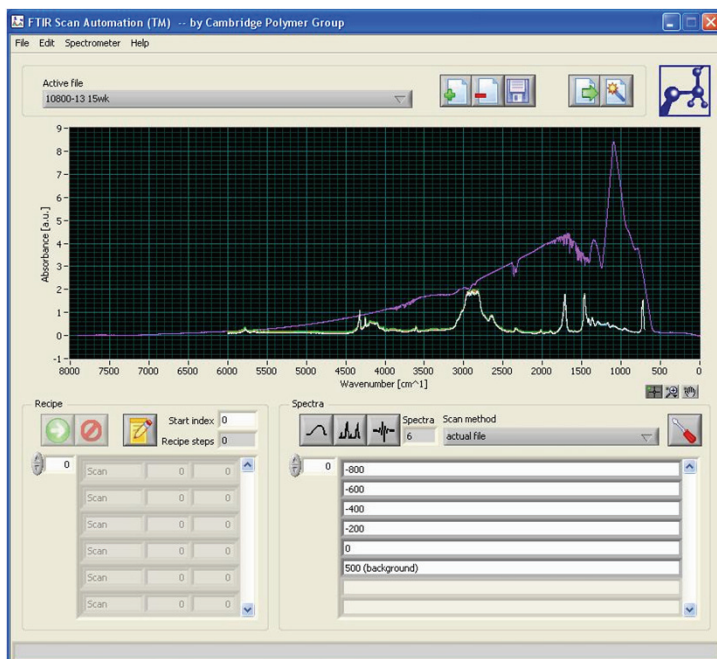 FTIR Scan Automation (TM) -- by Cambridge Polymer Group
File Edit Spectrometer Help
Active file
10800-13 15wk
9
8
7
6
5
4
3
2
1
0
-1
Absorbance [a.u.]
8000 7500 7000 6500 6000 5500 5000 4500 4000 3500 3000 2500 2000 1500 1000 500 0
Wavenumber [cm^1]
Recipe
Start index 0
Recipe steps 0
0
Scan 0 0
Scan 0 0
Scan 0 0
Scan 0 0
Scan 0 0
Scan 0 0
Spectra
Spectra 6
Scan method
actual file
0
-800
-600
-400
-200
0
500 (background)